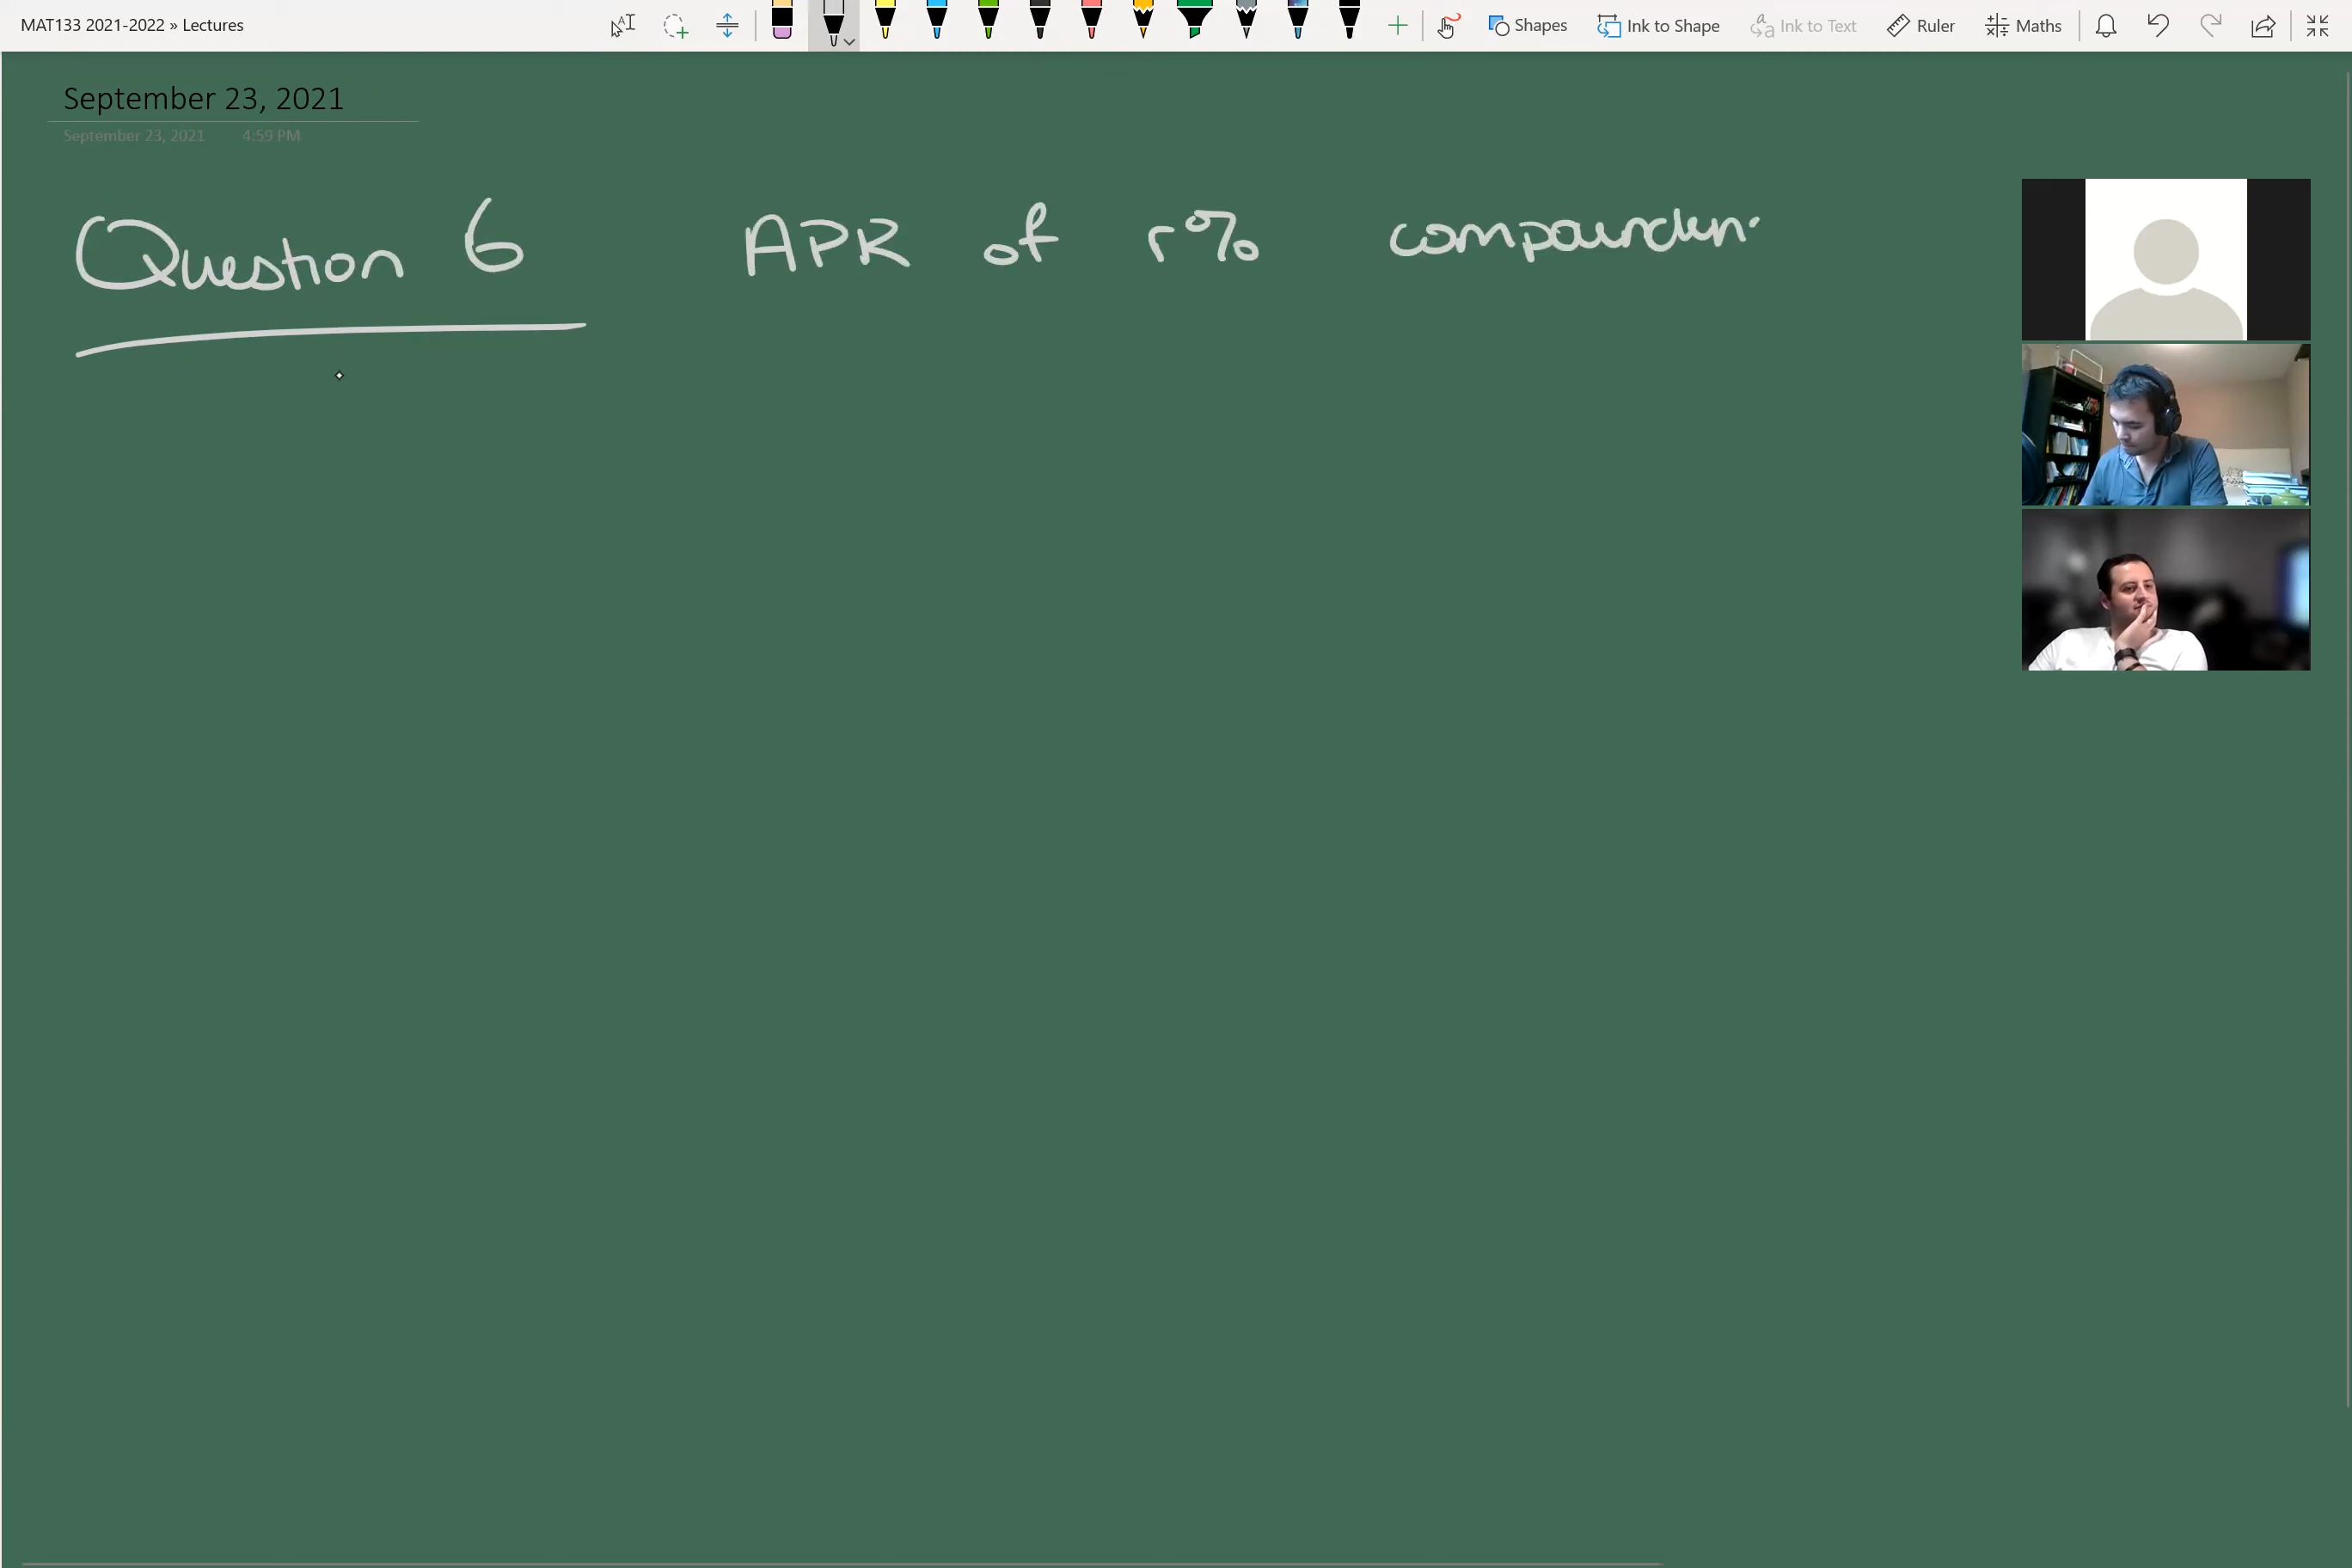 MAT133 2021-2022 » Lectures
Shapes
Ink to Shape
Ink to Text
Ruler
Maths
September 23, 2021
September 23, 2021 4:59 PM
Question 6 APR of r%